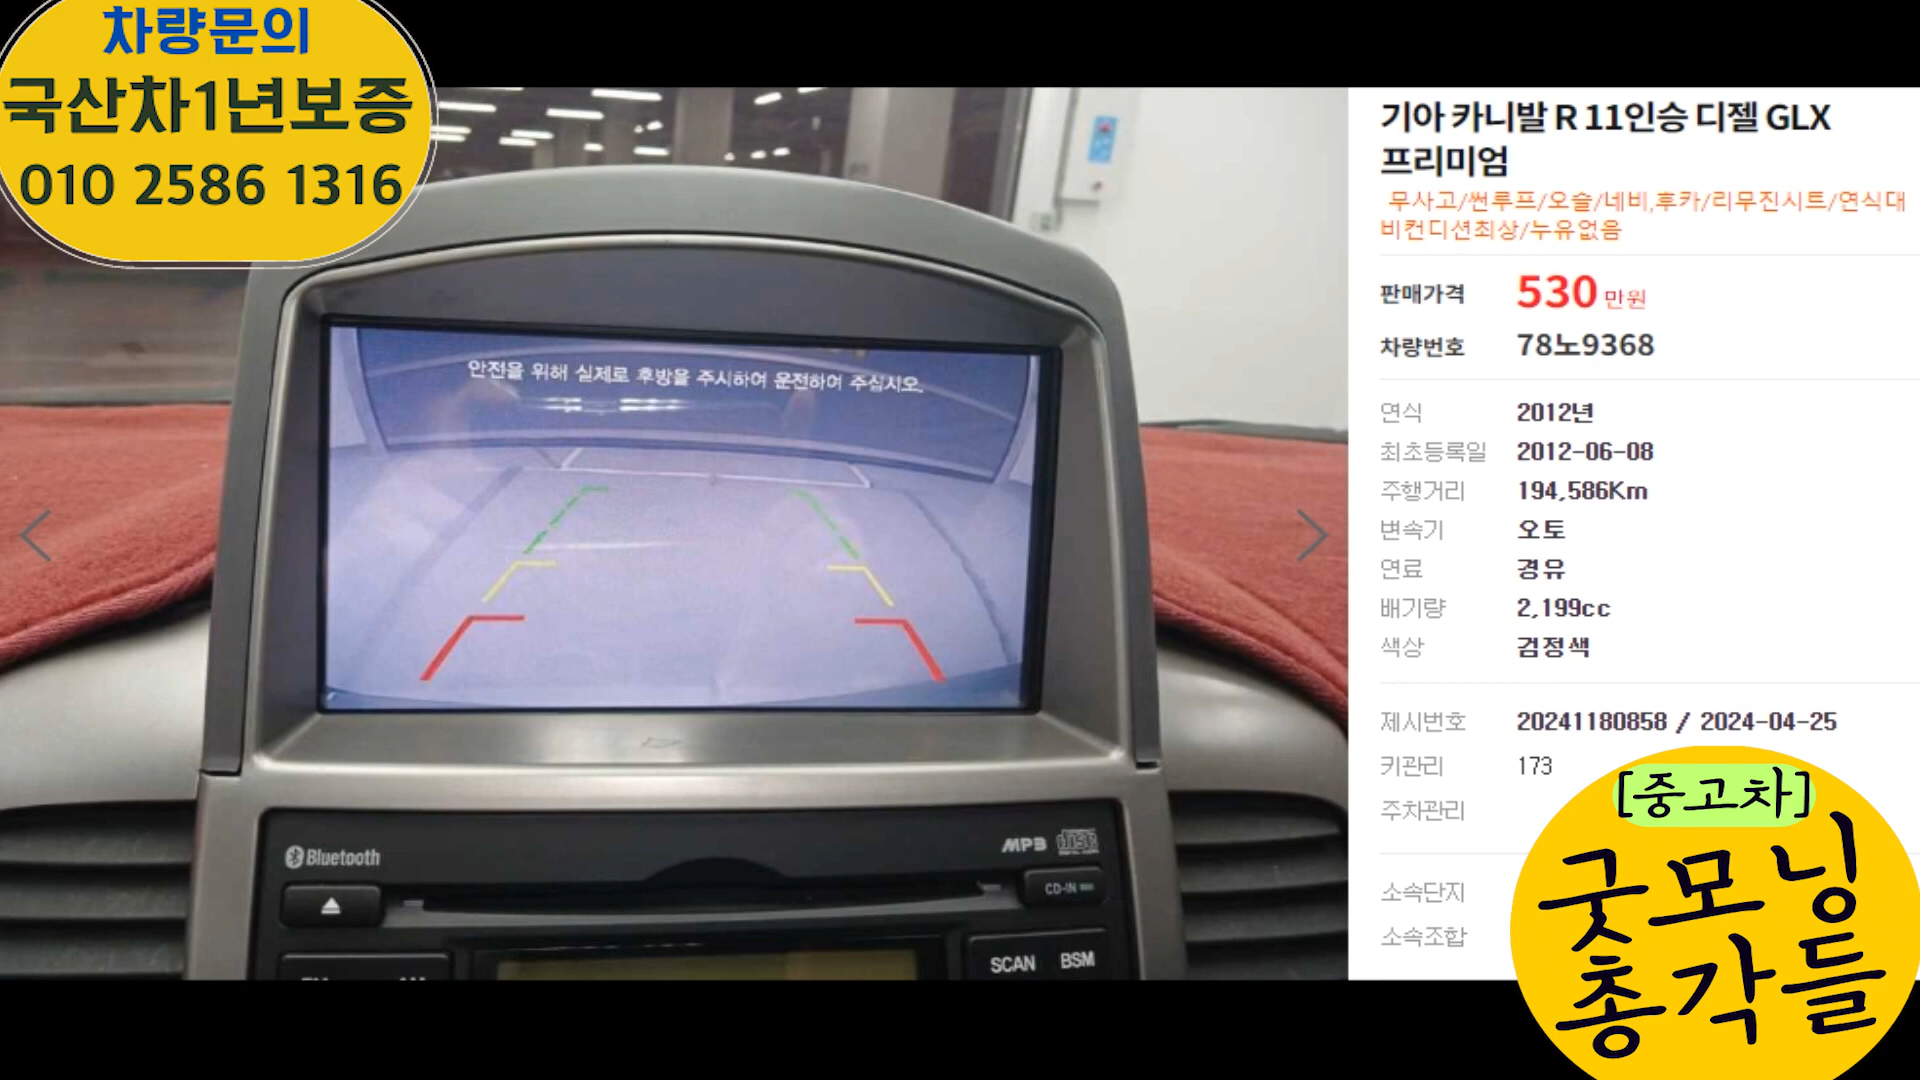 차량문의
국산차1년보증
010 2586 1316
안전을 위해 실제로 후방을 주시하여 운전하여 주십시오.
Bluetooth
MP3
CD-IN
SCAN BSM
기아 카니발 R 11인승 디젤 GLX
프리미엄
무사고/썬루프/오슬/네비,후카/리무진시트/연식대
비컨디션최상/누유없음
판매가격 530 만원
차량번호 78노9368
연식 2012년
최초등록일 2012-06-08
주행거리 194,586Km
변속기 오토
연료 경유
배기량 2,199cc
색상 검정색
제시번호 20241180858 / 2024-04-25
키관리 173
주차관리
소속단지
소속조합
[중고차]
굿모닝
총각들